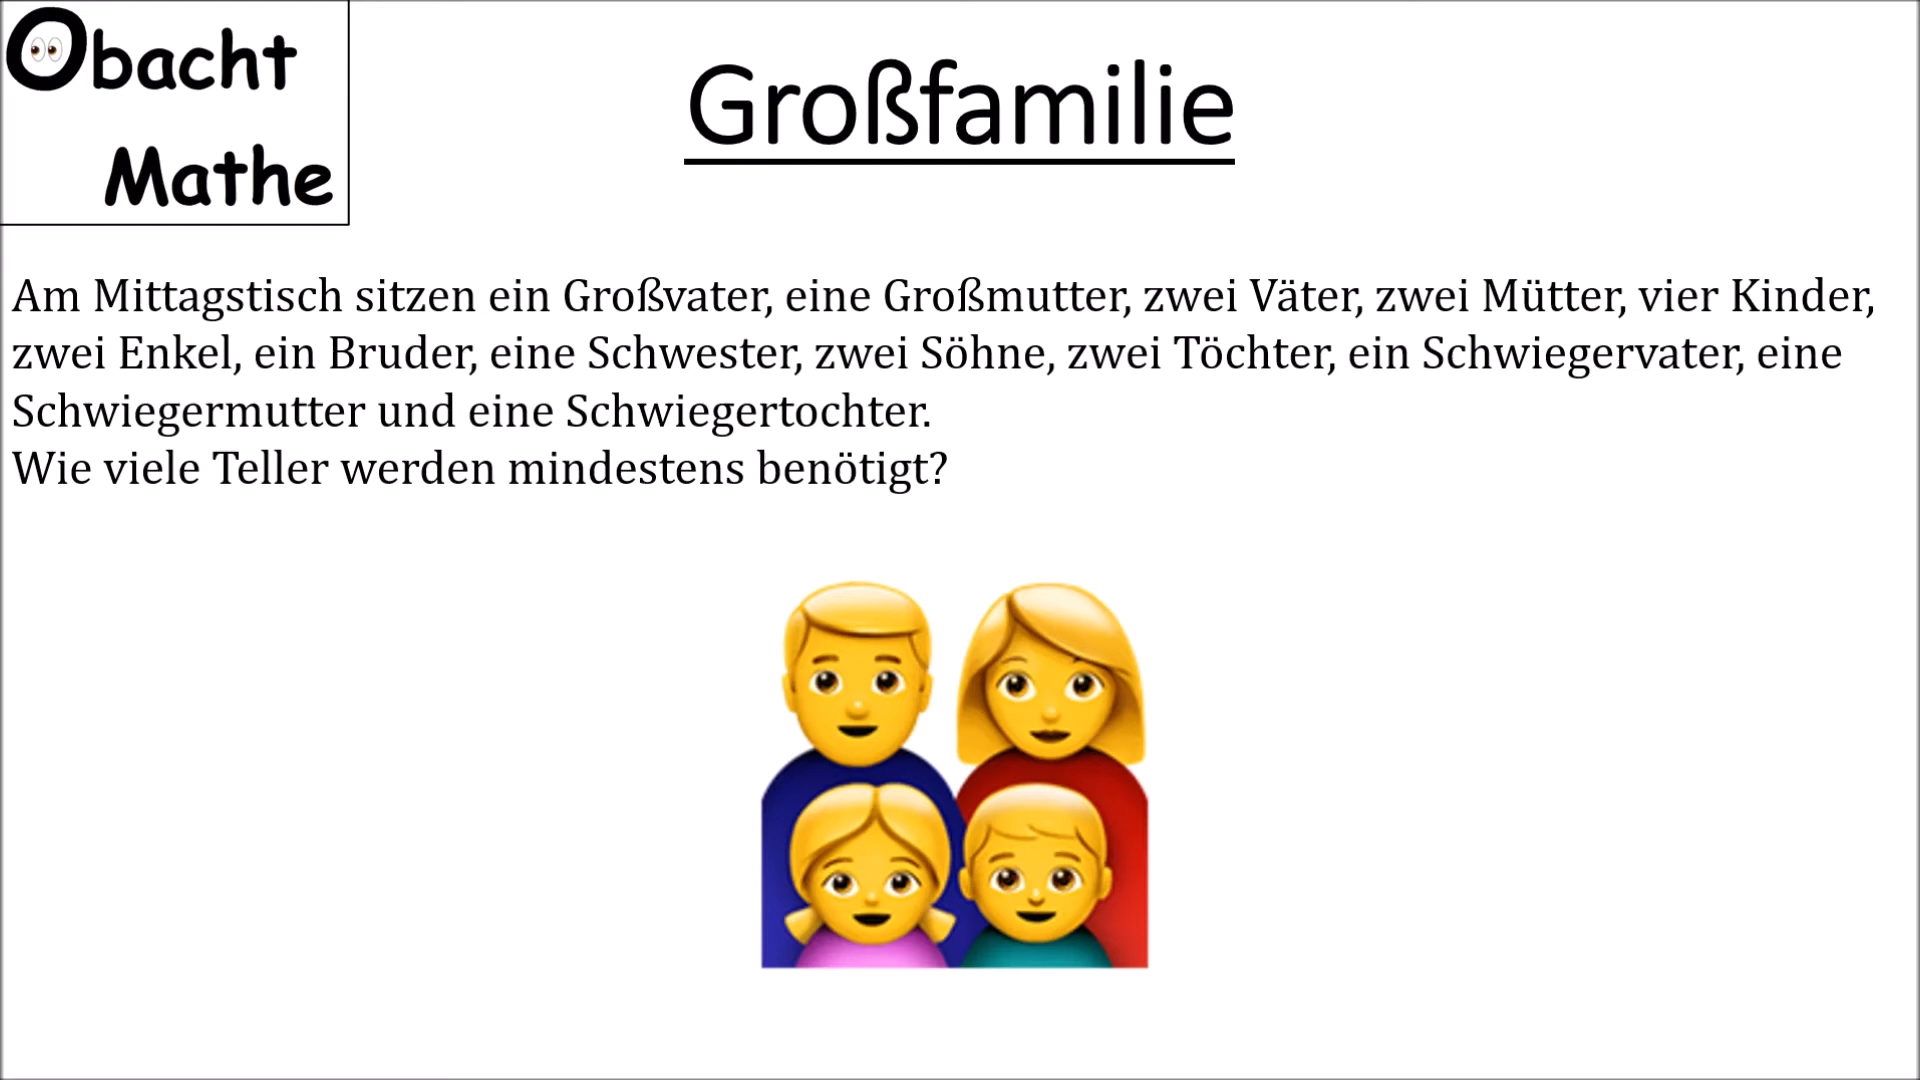 Obacht
Mathe
Großfamilie
Am Mittagstisch sitzen ein Großvater, eine Großmutter, zwei Väter, zwei Mütter, vier Kinder,
zwei Enkel, ein Bruder, eine Schwester, zwei Söhne, zwei Töchter, ein Schwiegervater, eine
Schwiegermutter und eine Schwiegertochter.
Wie viele Teller werden mindestens benötigt?